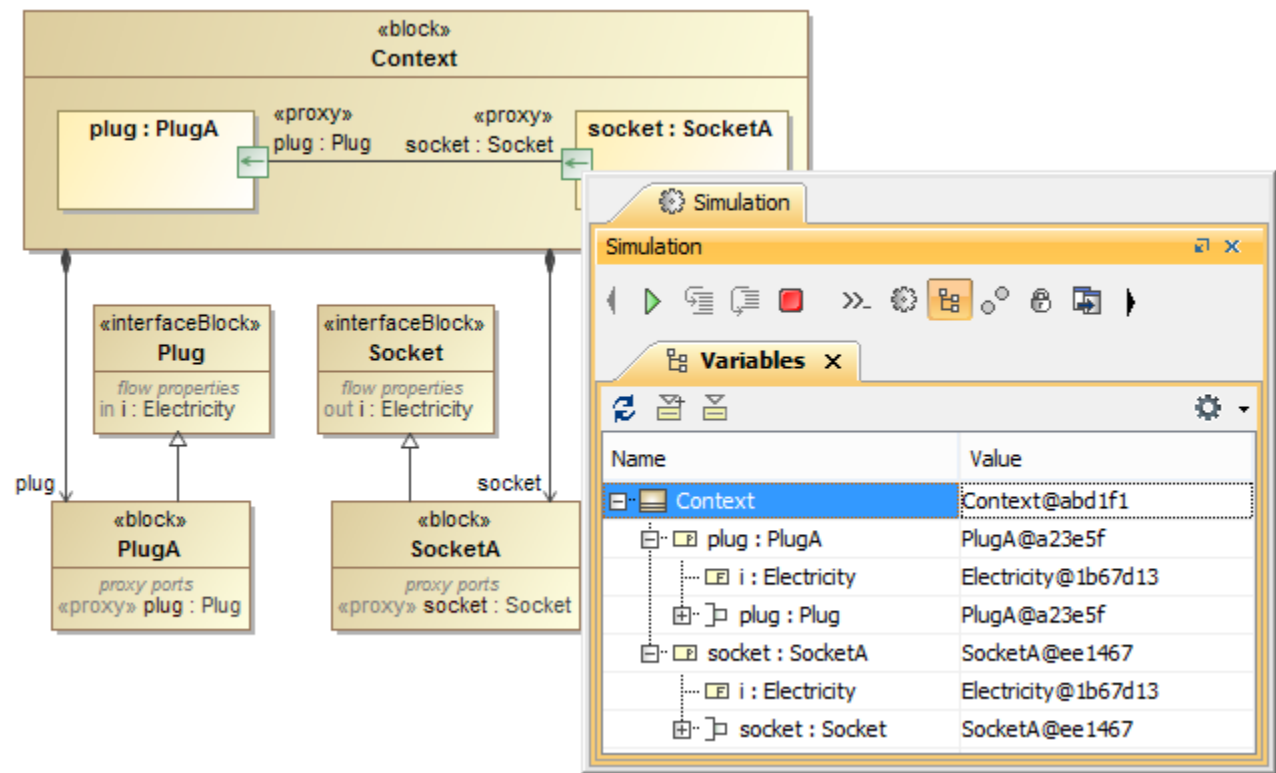 «block»
Context
plug : PlugA
«proxy»
plug : Plug
«proxy»
socket : Socket
socket : SocketA
«interfaceBlock»
Plug
flow properties
in i : Electricity
«interfaceBlock»
Socket
flow properties
out i : Electricity
plug
socket
«block»
PlugA
proxy ports
«proxy» plug : Plug
«block»
SocketA
proxy ports
«proxy» socket : Socket
Simulation
Simulation
Variables
Name Value
Context Context@abd1f1
plug : PlugA PlugA@a23e5f
i : Electricity Electricity@1b67d13
plug : Plug PlugA@a23e5f
socket : SocketA SocketA@ee1467
i : Electricity Electricity@1b67d13
socket : Socket SocketA@ee1467